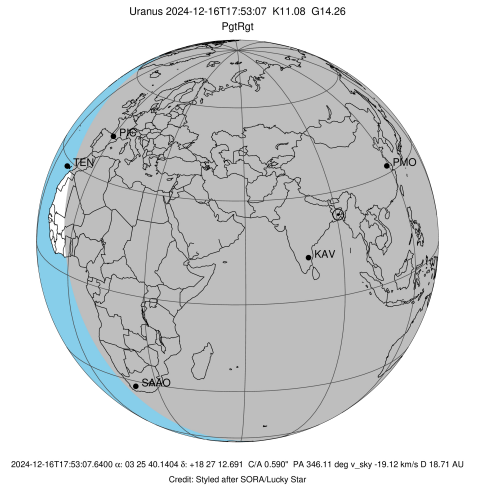 Uranus 2024-12-16T17:53:07 K11.08 G14.26
PgtRgt
PIC
TEN
PMO
KAV
SAAO
2024-12-16T17:53:07.6400 α: 03 25 40.1404 δ: +18 27 12.691 C/A 0.590" PA 346.11 deg v_sky -19.12 km/s D 18.71 AU
Credit: Styled after SORA/Lucky Star